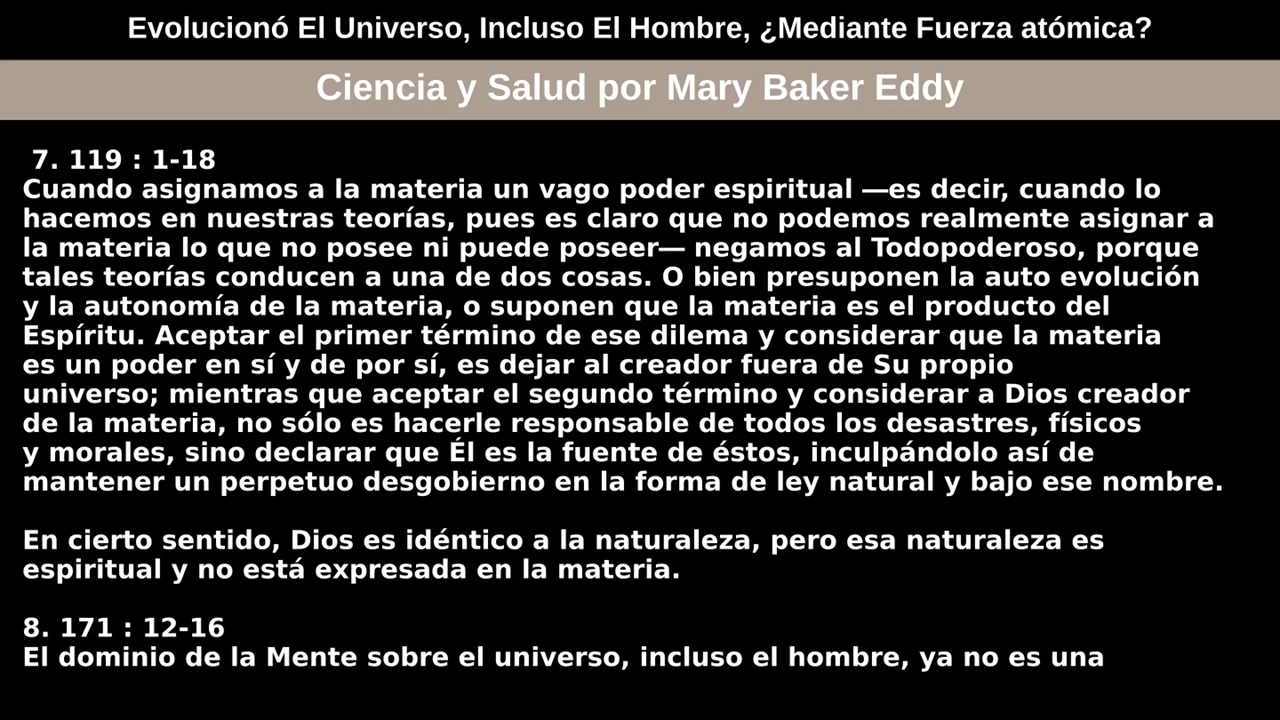 Evolucionó El Universo, Incluso El Hombre, ¿Mediante Fuerza atómica?
Ciencia y Salud por Mary Baker Eddy
7. 119 : 1-18
Cuando asignamos a la materia un vago poder espiritual —es decir, cuando lo
hacemos en nuestras teorías, pues es claro que no podemos realmente asignar a
la materia lo que no posee ni puede poseer— negamos al Todopoderoso, porque
tales teorías conducen a una de dos cosas. O bien presuponen la auto evolución
y la autonomía de la materia, o suponen que la materia es el producto del
Espíritu. Aceptar el primer término de ese dilema y considerar que la materia
es un poder en sí y de por sí, es dejar al creador fuera de Su propio
universo; mientras que aceptar el segundo término y considerar a Dios creador
de la materia, no sólo es hacerle responsable de todos los desastres, físicos
y morales, sino declarar que Él es la fuente de éstos, inculpándolo así de
mantener un perpetuo desgobierno en la forma de ley natural y bajo ese nombre.
En cierto sentido, Dios es idéntico a la naturaleza, pero esa naturaleza es
espiritual y no está expresada en la materia.
8. 171 : 12-16
El dominio de la Mente sobre el universo, incluso el hombre, ya no es una